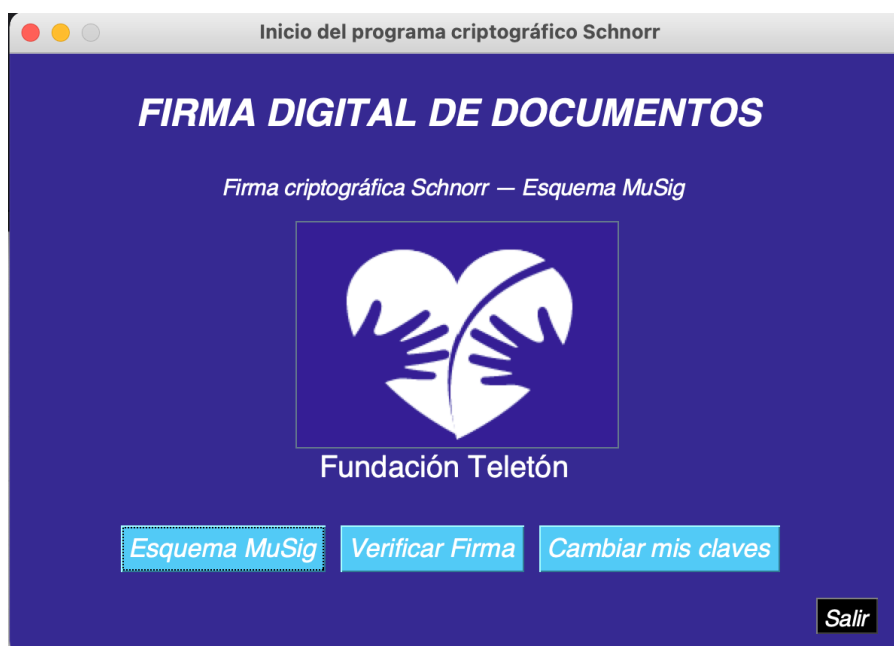 Inicio del programa criptográfico Schnorr
FIRMA DIGITAL DE DOCUMENTOS
Firma criptográfica Schnorr — Esquema MuSig
Fundación Teletón
Esquema MuSig Verificar Firma Cambiar mis claves
Salir